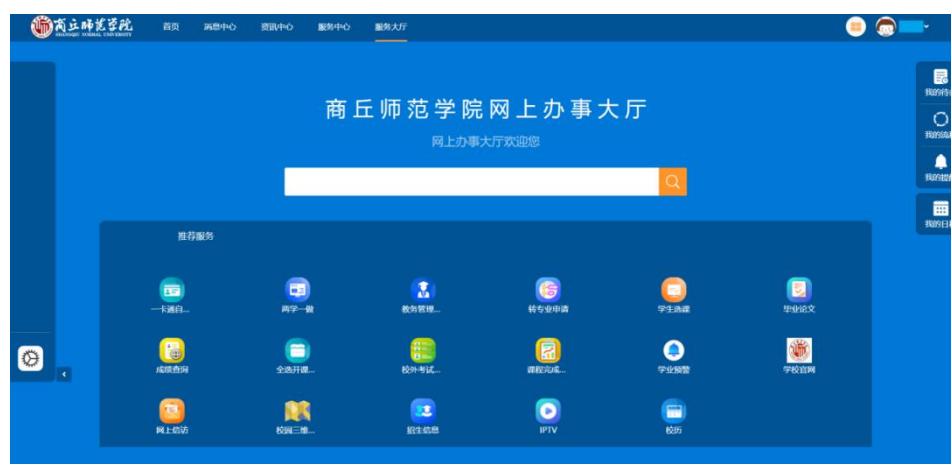 商丘师范学院 首页 消息中心 资讯中心 服务中心 服务大厅
SHANGQIU NORMAL UNIVERSITY
商丘师范学院网上办事大厅
网上办事大厅欢迎您
我的待
我的流
我的提
我的日
推荐服务
一卡通自... 两学一做 教务管理... 转专业申请 学生选课 毕业论文
成绩查询 全选开课... 校外考试... 课程完成... 学业预警 学校官网
网上信访 校园三维... 招生信息 IPTV 校历